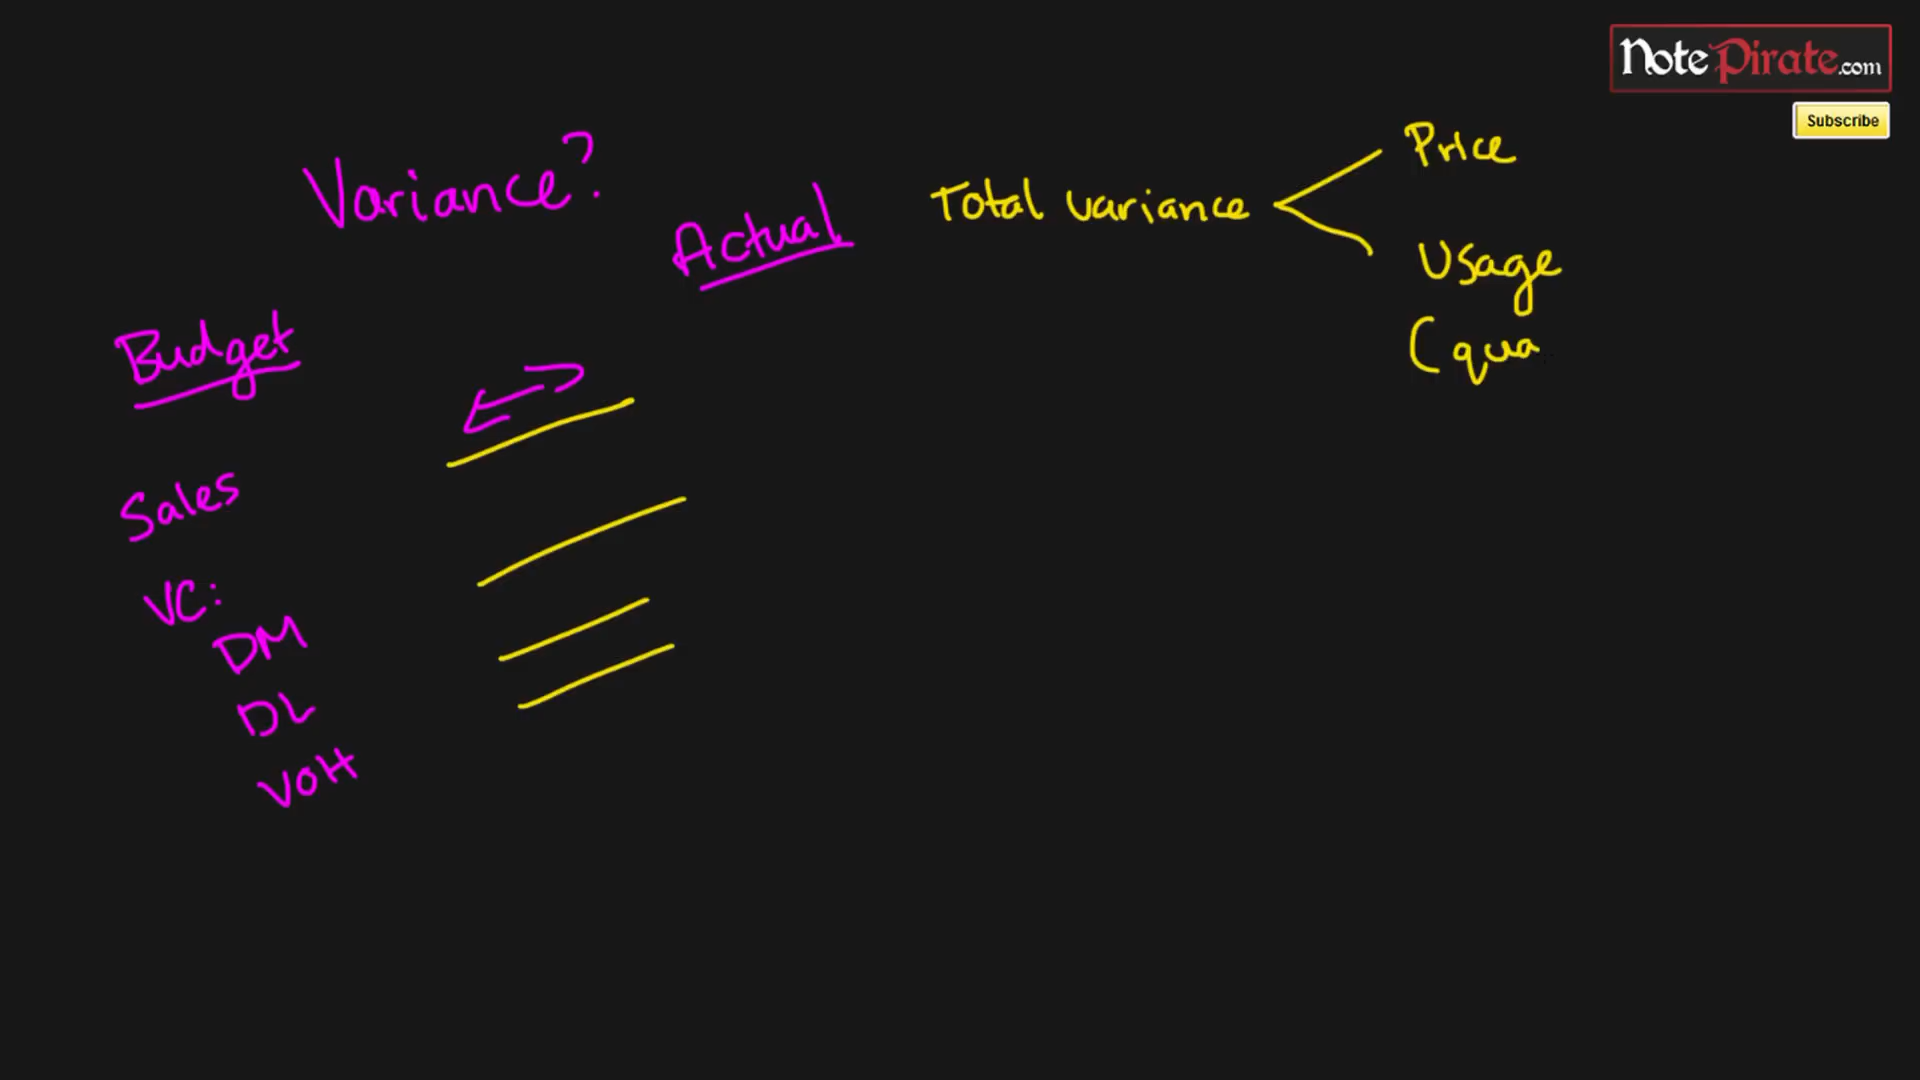 NotePirate.com
Subscribe
Variance?
Actual
Budget
Sales
VC:
DM
DL
VOH
Total variance
Price
Usage
(qua